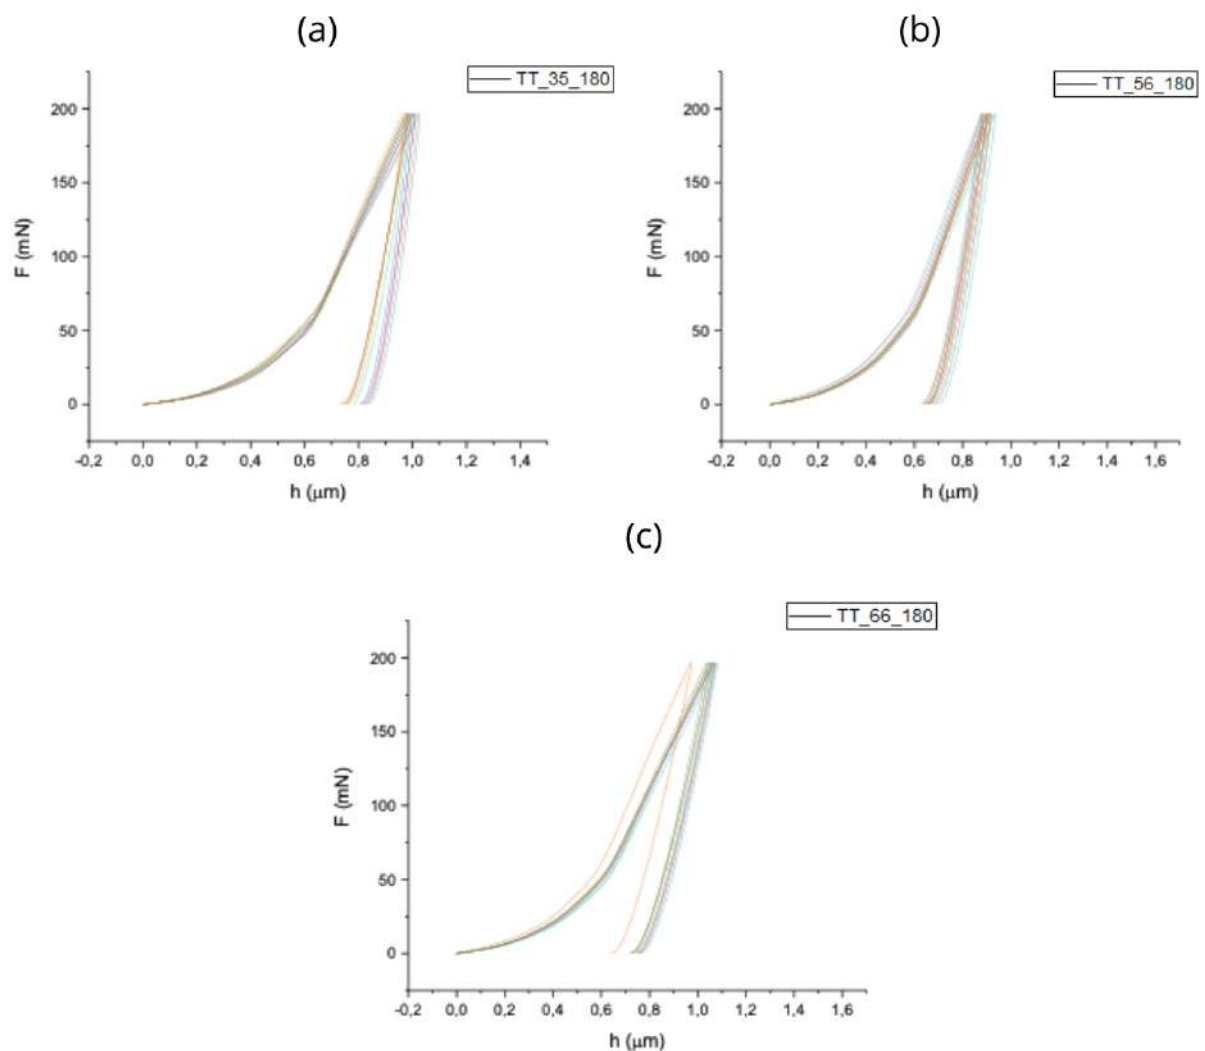 (a)
TT_35_180
200
150
100
50
0
F (mN)
-0,2 0,0 0,2 0,4 0,6 0,8 1,0 1,2 1,4
h (μm)
(b)
TT_56_180
200
150
100
50
0
F (mN)
-0,2 0,0 0,2 0,4 0,6 0,8 1,0 1,2 1,4 1,6
h (μm)
(c)
TT_66_180
200
150
100
50
0
F (mN)
-0,2 0,0 0,2 0,4 0,6 0,8 1,0 1,2 1,4 1,6
h (μm)